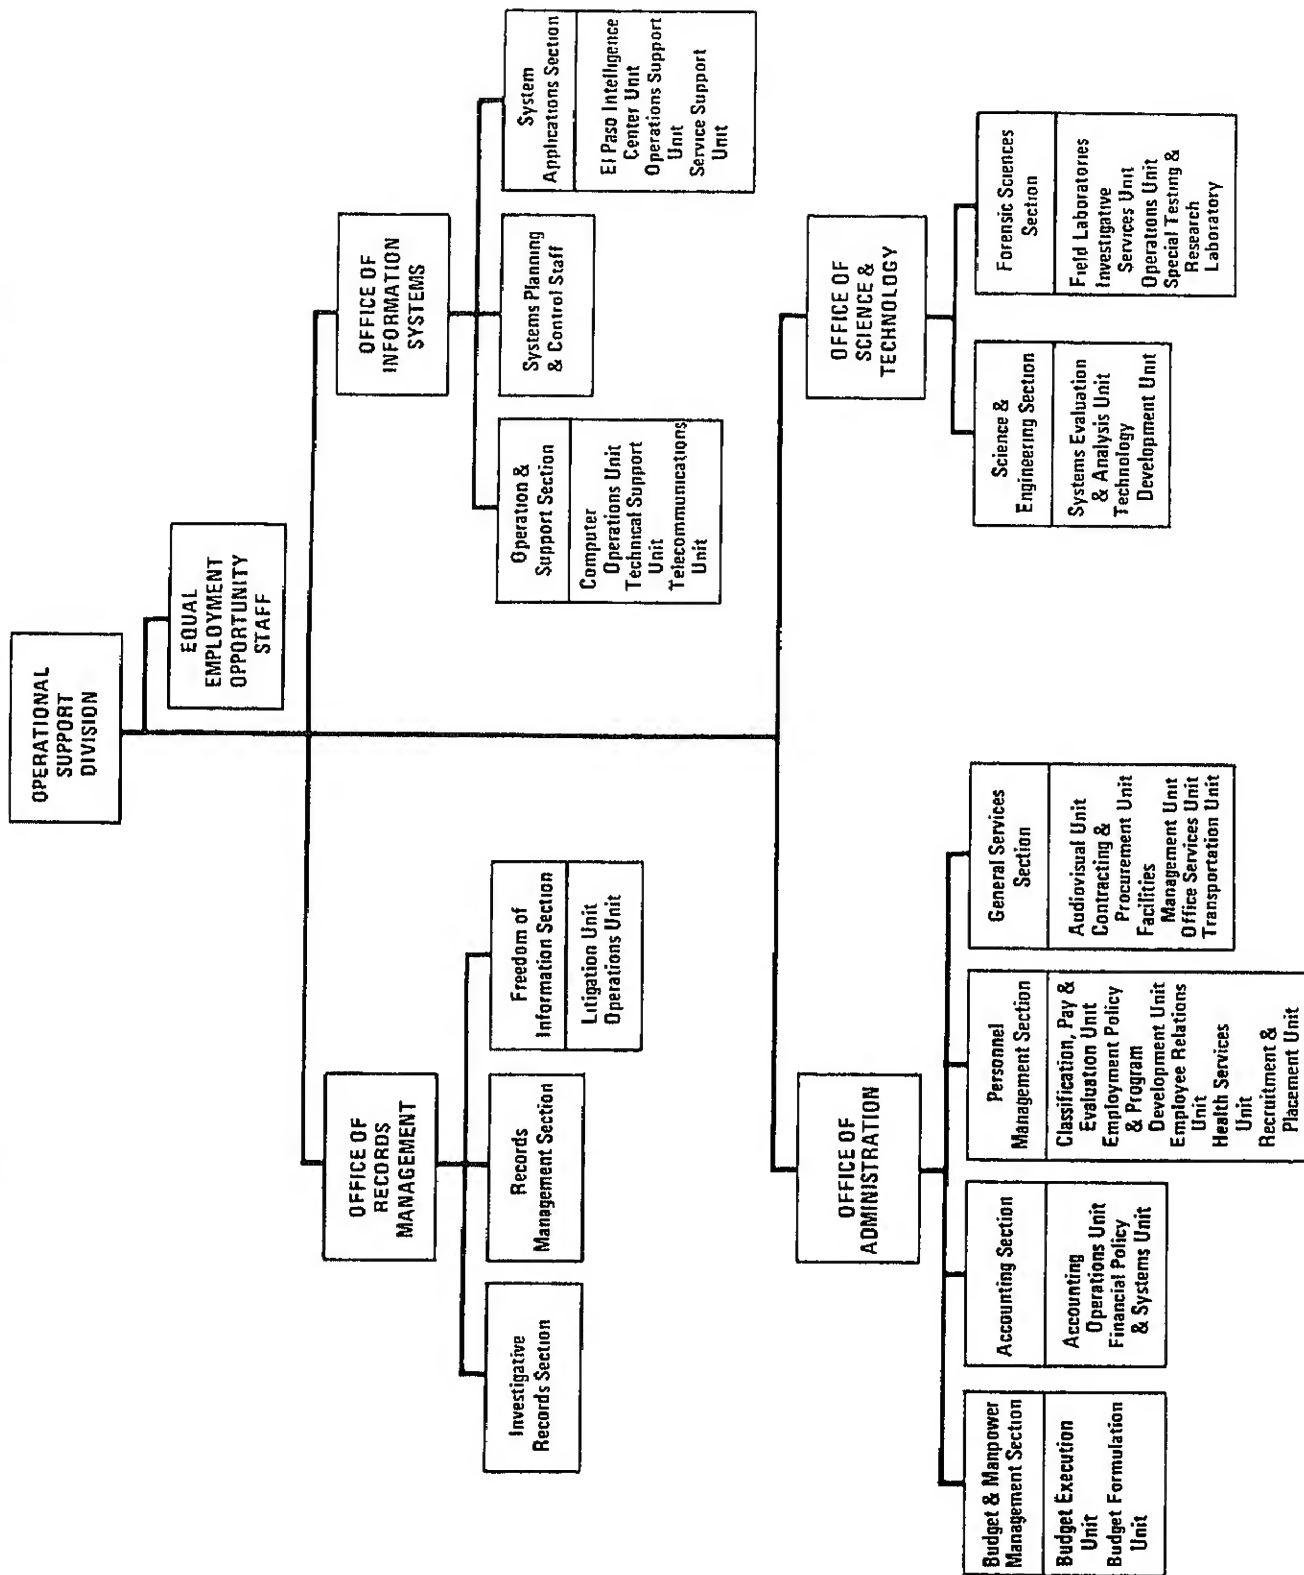 OPERATIONAL
SUPPORT
DIVISION
EQUAL
EMPLOYMENT
OPPORTUNITY
STAFF
OFFICE OF
RECORDS
MANAGEMENT
Investigative
Records Section
Records
Management Section
Freedom of
Information Section
Litigation Unit
Operations Unit
OFFICE OF
INFORMATION
SYSTEMS
Operation &
Support Section
Computer
Operations Unit
Technical Support
Unit
Telecommunications
Unit
Systems Planning
& Control Staff
System
Applications Section
El Paso Intelligence
Center Unit
Operations Support
Unit
Service Support
Unit
OFFICE OF
ADMINISTRATION
Budget & Manpower
Management Section
Budget Execution
Unit
Budget Formulation
Unit
Accounting Section
Accounting
Operations Unit
Financial Policy
& Systems Unit
Personnel
Management Section
Classification, Pay &
Evaluation Unit
Employment Policy
& Program
Development Unit
Employee Relations
Unit
Health Services
Unit
Recruitment &
Placement Unit
General Services
Section
Audiovisual Unit
Contracting &
Procurement Unit
Facilities
Management Unit
Office Services Unit
Transportation Unit
OFFICE OF
SCIENCE &
TECHNOLOGY
Science &
Engineering Section
Systems Evaluation
& Analysis Unit
Technology
Development Unit
Forensic Sciences
Section
Field Laboratories
Investigative
Services Unit
Operations Unit
Special Testing &
Research
Laboratory